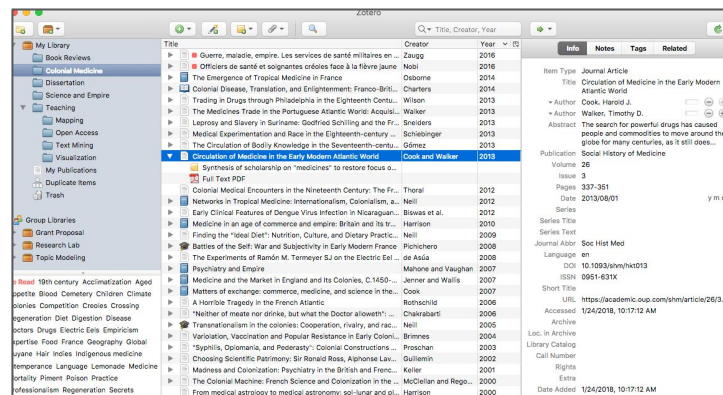 Zotero
Title, Creator, Year
My Library
Book Reviews
Colonial Medicine
Dissertation
Science and Empire
Teaching
Mapping
Open Access
Text Mining
Visualization
My Publications
Duplicate Items
Trash
Group Libraries
Grant Proposal
Research Lab
Topic Modeling
Read 19th century Acclimatization Aged
ppetite Blood Cemetery Children Climate
olonies Competition Creoles Crossing
egeneration Diet Digestion Disease
octors Drugs Electric Eels Empiricism
xpertise Food France Geography Global
uyane Hair Indies Indigenous medicine
temperance Language Lemonade Medicine
ortality Piment Poison Practice
ofessionalism Regeneration Secrets
Title Creator Year
Guerre, maladie, empire. Les services de santé militaires en ... Zaugg 2016
Officiers de santé et soignantes créoles face à la fièvre jaune Nobi 2016
The Emergence of Tropical Medicine in France Osborne 2014
Colonial Disease, Translation, and Enlightenment: Franco-Briti... Charters 2014
Trading in Drugs through Philadelphia in the Eighteenth Centu... Wilson 2013
The Medicines Trade in the Portuguese Atlantic World: Acquisi... Walker 2013
Leprosy and Slavery in Suriname: Godfried Schilling and the Fr... Snelders 2013
Medical Experimentation and Race in the Eighteenth-century ... Schiebinger 2013
The Circulation of Bodily Knowledge in the Seventeenth-centu... Gómez 2013
Circulation of Medicine in the Early Modern Atlantic World Cook and Walker 2013
Synthesis of scholarship on "medicines" to restore focus o...
Full Text PDF
Colonial Medical Encounters in the Nineteenth Century: The Fr... Thoral 2012
Networks in Tropical Medicine: Internationalism, Colonialism, a... Neill 2012
Early Clinical Features of Dengue Virus Infection in Nicaraguan... Biswas et al. 2012
Medicine in an age of commerce and empire: Britain and its tr... Harrison 2010
Finding the "Ideal Diet": Nutrition, Culture, and Dietary Practic... Neill 2009
Battles of the Self: War and Subjectivity in Early Modern France Pichichero 2008
The Experiments of Ramón M. Termeyer SJ on the Electric Eel ... de Asúa 2008
Psychiatry and Empire Mahone and Vaughan 2007
Medicine and the Market in England and Its Colonies, C.1450-... Jenner and Wallis 2007
Matters of exchange: commerce, medicine, and science in the... Cook 2007
A Horrible Tragedy in the French Atlantic Rothschild 2006
"Neither of meate nor drinke, but what the Doctor alloweth": ... Chakrabarti 2006
Transnationalism in the colonies: Cooperation, rivalry, and rac... Neill 2005
Variolation, Vaccination and Popular Resistance in Early Coloni... Brimnes 2004
"Syphilis, Opiomania, and Pederasty": Colonial Constructions ... Proschan 2003
Choosing Scientific Patrimony: Sir Ronald Ross, Alphonse Lav... Guillemin 2002
Madness and Colonization: Psychiatry in the British and Frenc... Keller 2001
The Colonial Machine: French Science and Colonization in the ... McClellan and Rego... 2000
From medical astrology to medical astronomy: sol-lunar and pl... Harrison 2000
Info Notes Tags Related
Item Type Journal Article
Title Circulation of Medicine in the Early Modern
Atlantic World
Author Cook, Harold J.
Author Walker, Timothy D.
Abstract The search for powerful drugs has caused
people and commodities to move around the
globe for many centuries, as it still does...
Publication Social History of Medicine
Volume 26
Issue 3
Pages 337-351
Date 2013/08/01 y m
Series
Series Title
Series Text
Journal Abbr Soc Hist Med
Language en
DOI 10.1093/shm/hkt013
ISSN 0951-631X
Short Title
URL https://academic.oup.com/shm/article/26/3.
Accessed 1/24/2018, 10:17:12 AM
Archive
Loc. in Archive
Library Catalog
Call Number
Rights
Extra
Date Added 1/24/2018, 10:17:12 AM